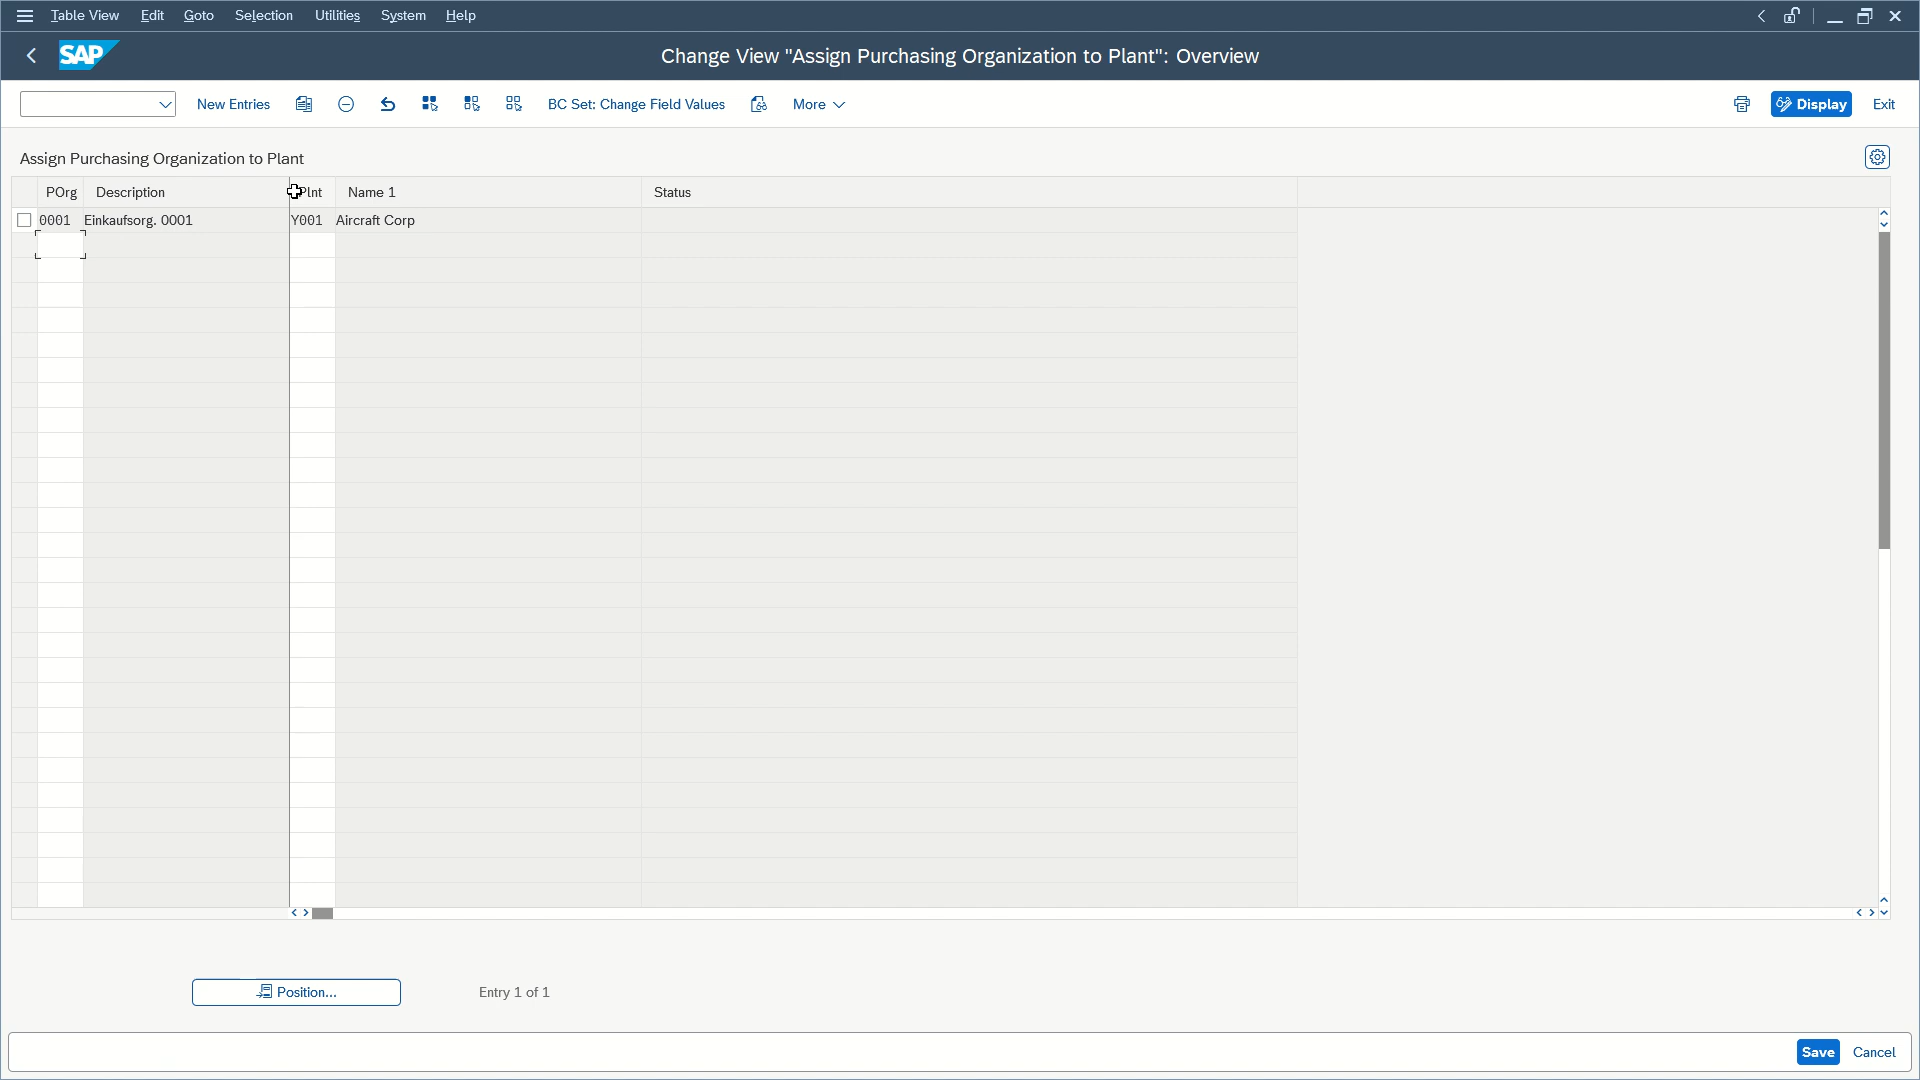 Table View Edit Goto Selection Utilities System Help
SAP Change View "Assign Purchasing Organization to Plant": Overview
New Entries BC Set: Change Field Values More Display Exit
Assign Purchasing Organization to Plant
POrg Description Plnt Name 1 Status
0001 Einkaufsorg. 0001 Y001 Aircraft Corp
Position... Entry 1 of 1
Save Cancel